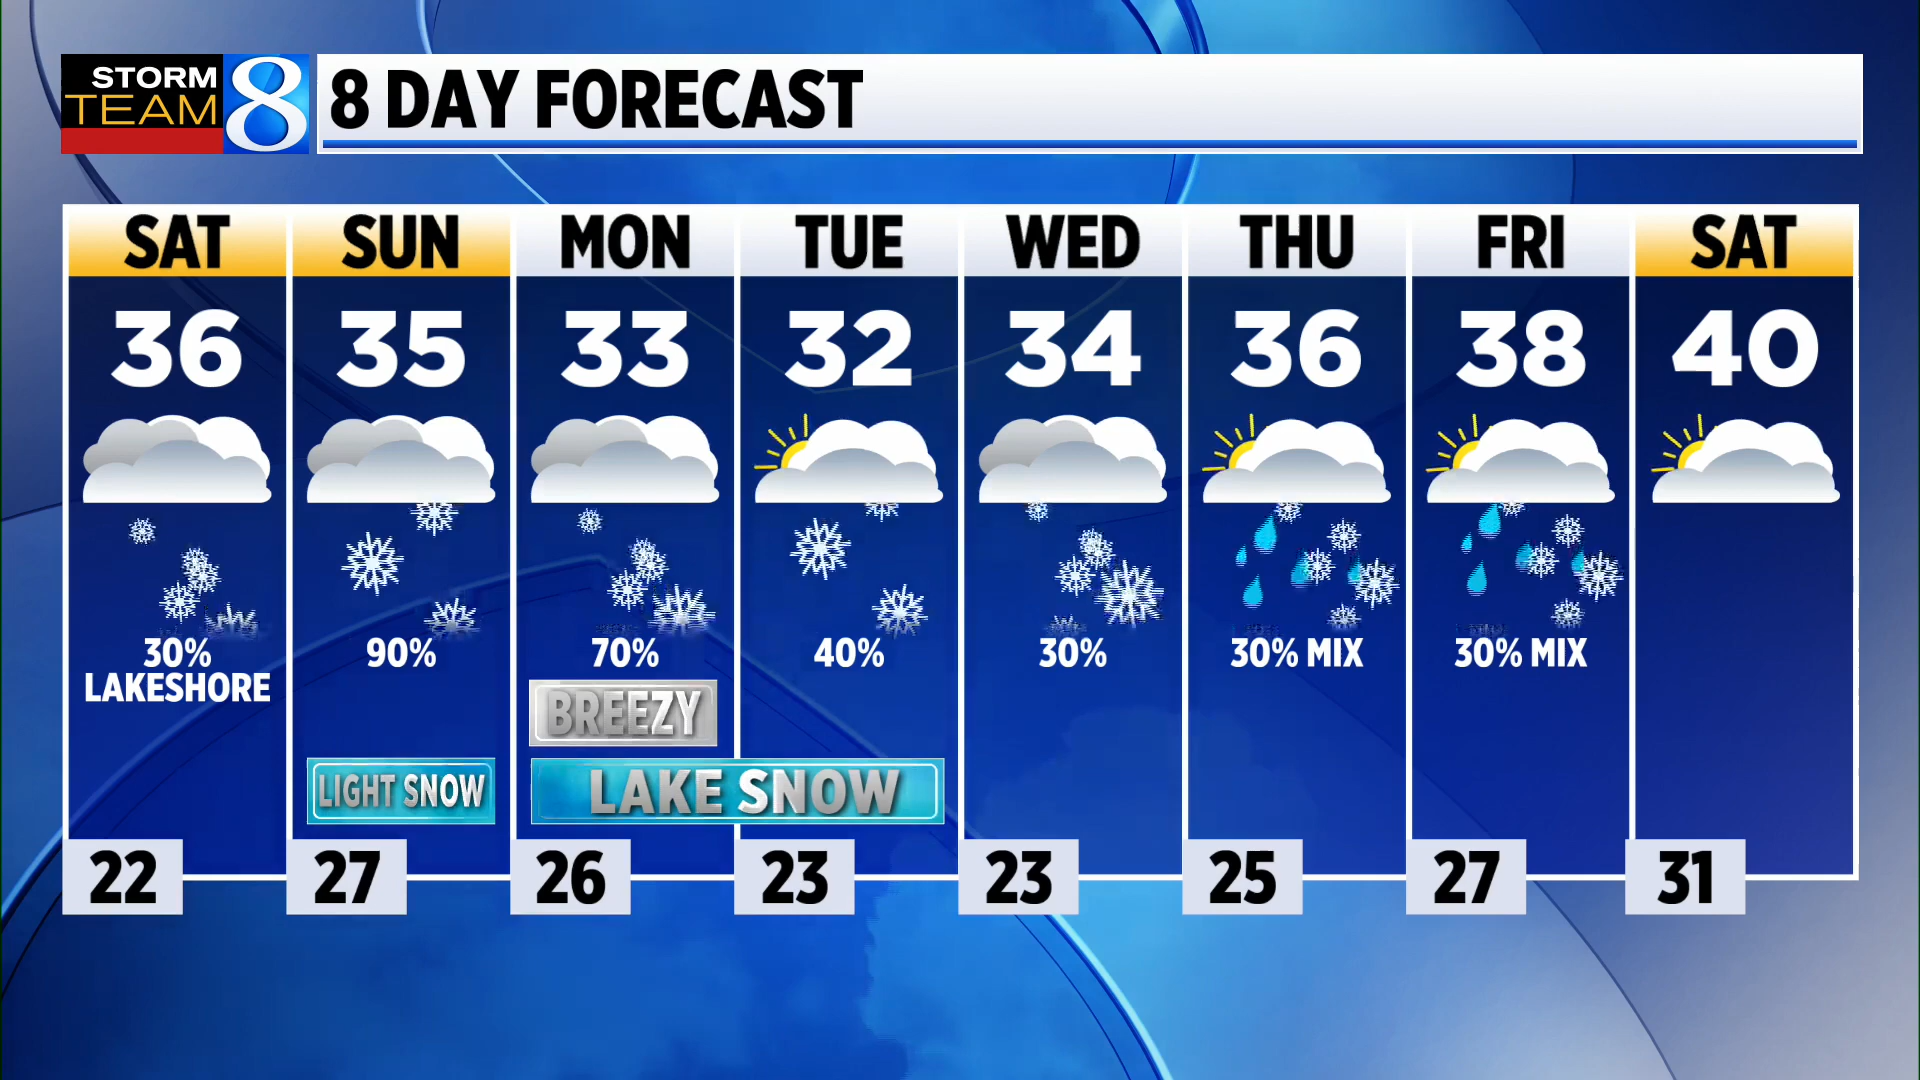 STORM
TEAM
8
8 DAY FORECAST
SAT SUN MON TUE WED THU FRI SAT
36 35 33 32 34 36 38 40
30% 90% 70% 40% 30% 30% MIX 30% MIX
LAKESHORE
BREEZY
LIGHT SNOW LAKE SNOW
22 27 26 23 23 25 27 31